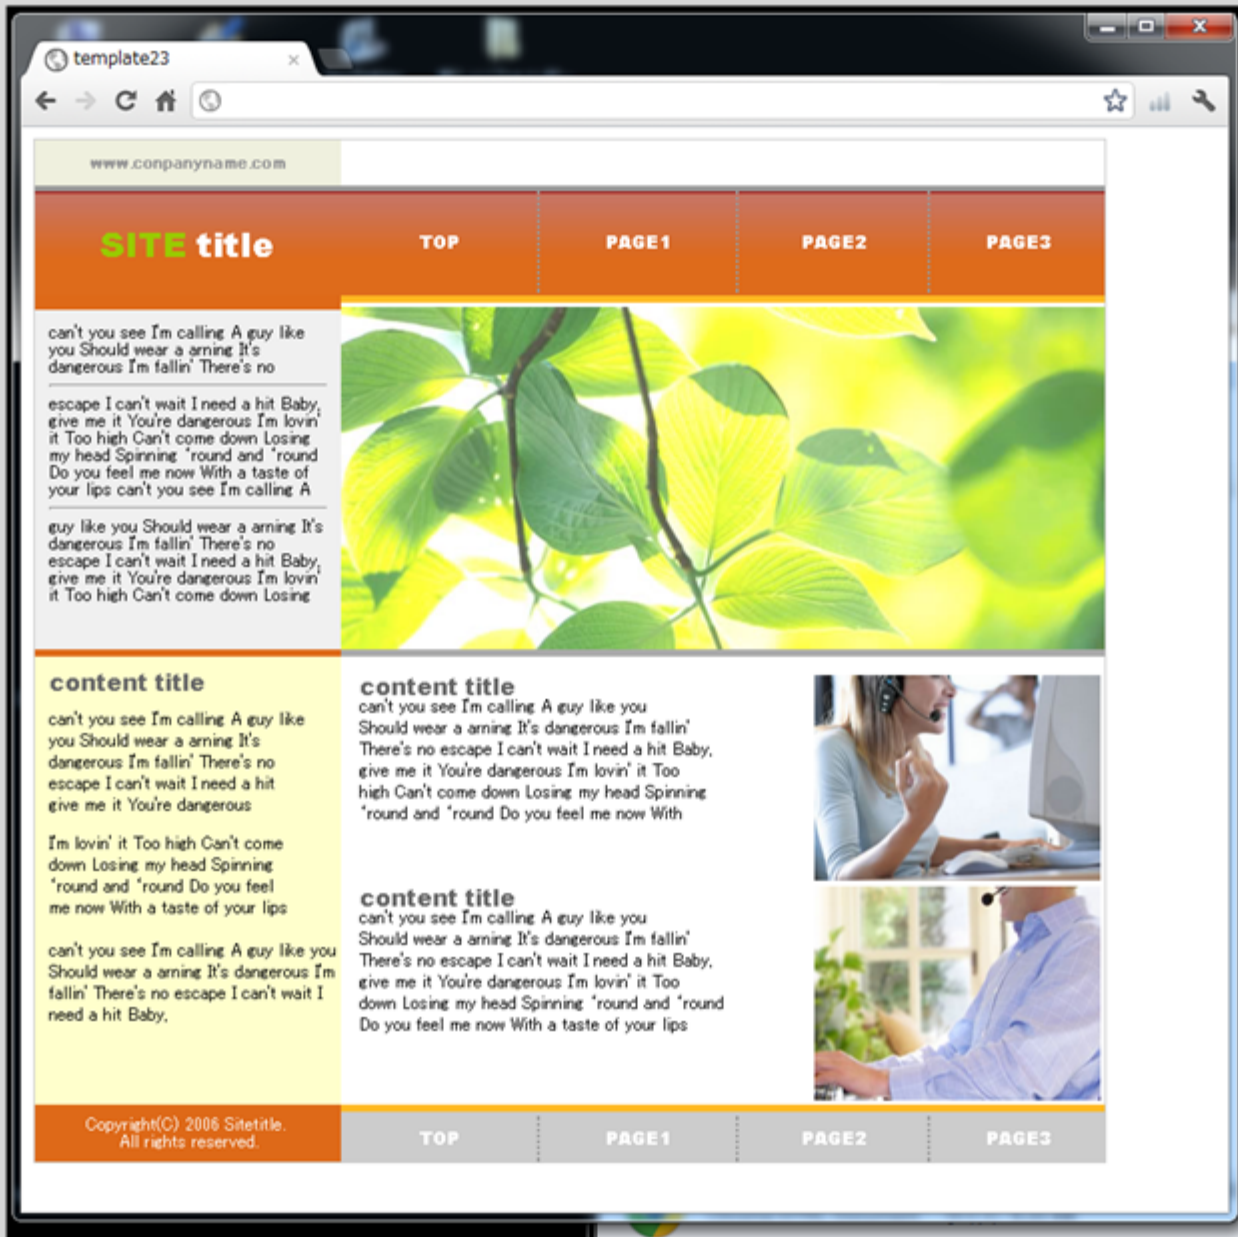 template23
www.conpanyname.com
SITE title
TOP
PAGE1
PAGE2
PAGE3
can't you see I'm calling A guy like
you Should wear a arning It's
dangerous I'm fallin' There's no
escape I can't wait I need a hit Baby,
give me it You're dangerous I'm lovin'
it Too high Can't come down Losing
my head Spinning 'round and 'round
Do you feel me now With a taste of
your lips can't you see I'm calling A
guy like you Should wear a arning It's
dangerous I'm fallin' There's no
escape I can't wait I need a hit Baby,
give me it You're dangerous I'm lovin'
it Too high Can't come down Losing
content title
can't you see I'm calling A guy like
you Should wear a arning It's
dangerous I'm fallin' There's no
escape I can't wait I need a hit
give me it You're dangerous
I'm lovin' it Too high Can't come
down Losing my head Spinning
'round and 'round Do you feel
me now With a taste of your lips
can't you see I'm calling A guy like you
Should wear a arning It's dangerous I'm
fallin' There's no escape I can't wait I
need a hit Baby,
content title
can't you see I'm calling A guy like you
Should wear a arning It's dangerous I'm fallin'
There's no escape I can't wait I need a hit Baby,
give me it You're dangerous I'm lovin' it Too
high Can't come down Losing my head Spinning
'round and 'round Do you feel me now With
content title
can't you see I'm calling A guy like you
Should wear a arning It's dangerous I'm fallin'
There's no escape I can't wait I need a hit Baby,
give me it You're dangerous I'm lovin' it Too
down Losing my head Spinning 'round and 'round
Do you feel me now With a taste of your lips
Copyright(C) 2006 Sitetitle.
All rights reserved.
TOP
PAGE1
PAGE2
PAGE3